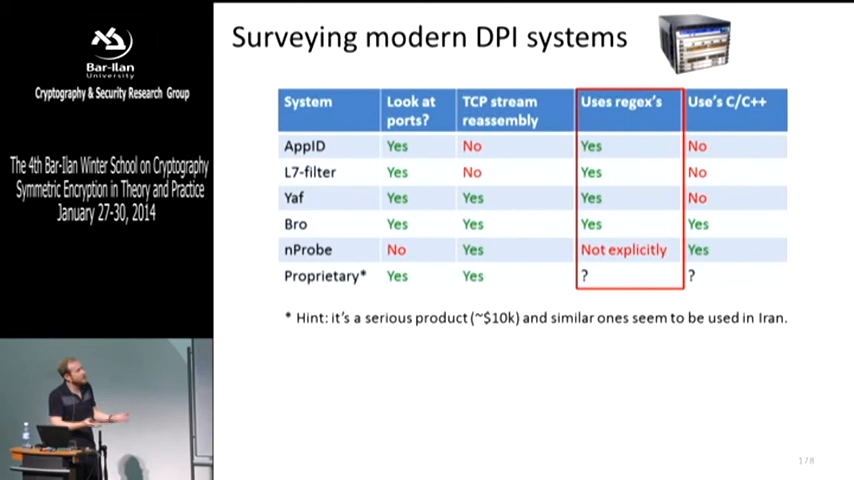 Bar-Ilan
University
Cryptography & Security Research Group
The 4th Bar-Ilan Winter School on Cryptography
Symmetric Encryption in Theory and Practice
January 27-30, 2014
Surveying modern DPI systems
System Look at ports? TCP stream reassembly Uses regex's Use's C/C++
AppID Yes No Yes No
L7-filter Yes No Yes No
Yaf Yes Yes Yes No
Bro Yes Yes Yes Yes
nProbe No Yes Not explicitly Yes
Proprietary* Yes Yes ? ?
* Hint: it's a serious product (~$10k) and similar ones seem to be used in Iran.
178